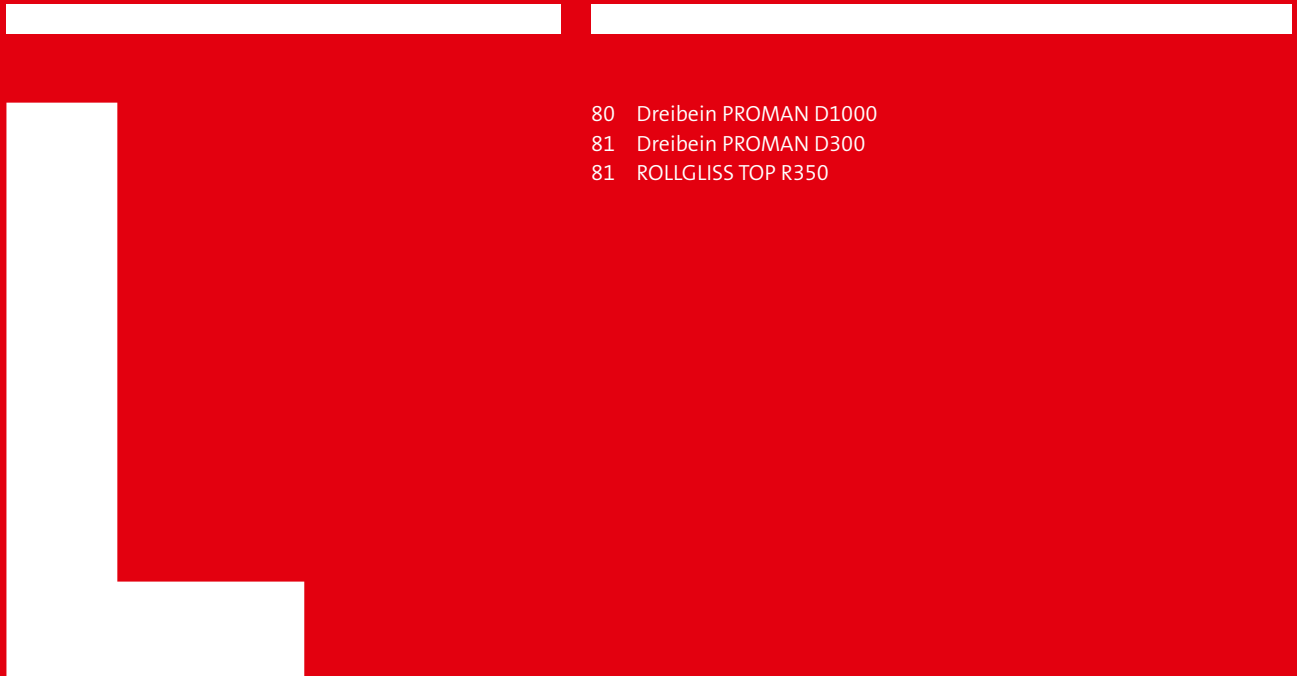 L
80 Dreibein PROMAN D1000
81 Dreibein PROMAN D300
81 ROLLGLISS TOP R350